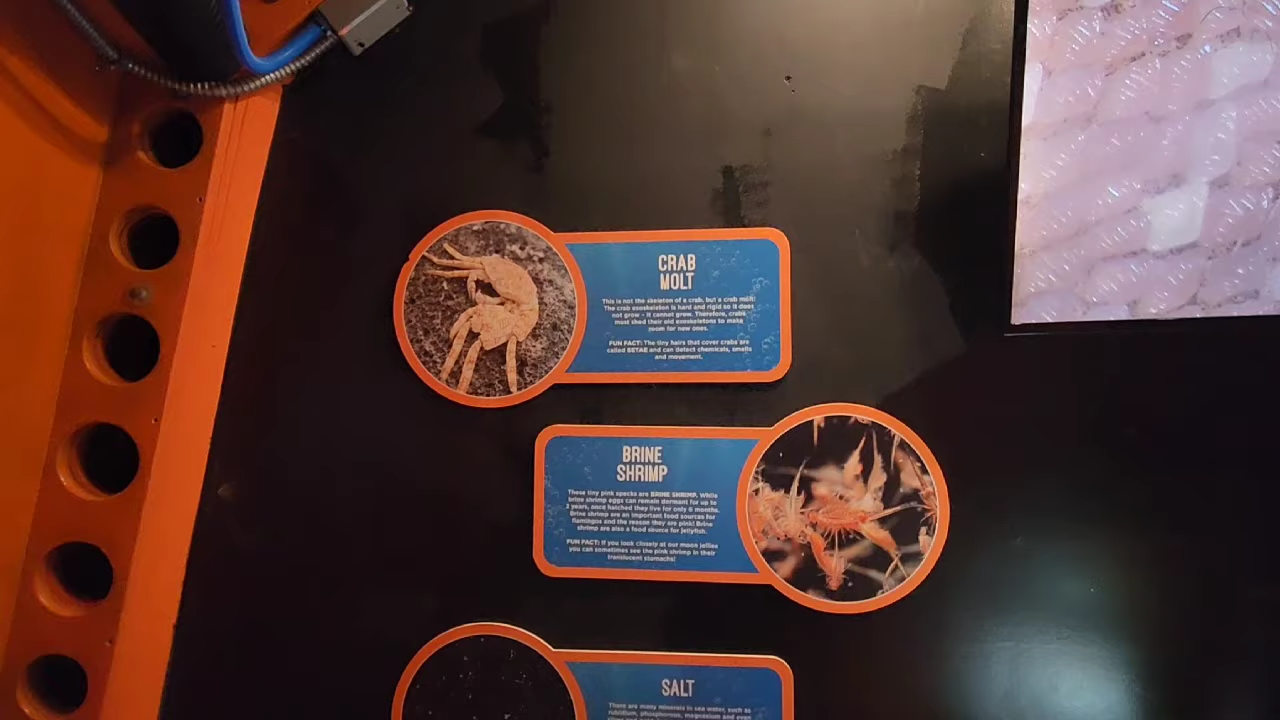 CRAB
MOLT
This is not the skeleton of a crab, but a crab molt!
The crab exoskeleton is hard and rigid so it does
not grow - it cannot grow. Therefore, crabs
must shed their old exoskeletons to make
room for new ones.
FUN FACT: The tiny hairs that cover crabs are
called SETAE and can detect chemicals, smells
and movement.
BRINE
SHRIMP
These tiny pink specks are BRINE SHRIMP. While
brine shrimp eggs can remain dormant for up to
2 years, once hatched they live for only 6 months.
Brine shrimp are an important food sources for
flamingos and the reason they are pink! Brine
shrimp are also a food source for jellyfish.
FUN FACT: If you look closely at our moon jellies
you can sometimes see the pink shrimp in their
translucent stomachs!
SALT
There are many minerals in sea water, such as
rubidium, phosphorous, magnesium and even